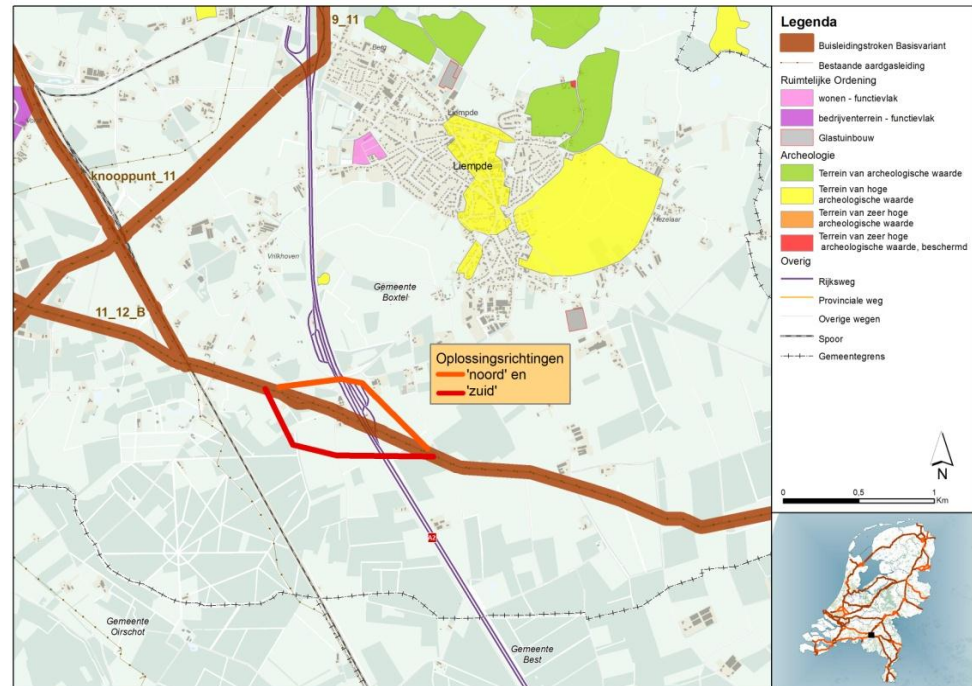 9_11
Berg
Liempde
Liempde
knooppunt_11
Hezelaar
Vrilkhoven
Gemeente
Boxtel
11_12_B
Oplossingsrichtingen
'noord' en
'zuid'
A2
Gemeente
Oirschot
Gemeente
Best
Legenda
Buisleidingstroken Basisvariant
Bestaande aardgasleiding
Ruimtelijke Ordening
wonen - functievlak
bedrijventerrein - functievlak
Glastuinbouw
Archeologie
Terrein van archeologische waarde
Terrein van hoge
archeologische waarde
Terrein van zeer hoge
archeologische waarde
Terrein van zeer hoge
archeologische waarde, beschermd
Overig
Rijksweg
Provinciale weg
Overige wegen
Spoor
Gemeentegrens
N
0 0,5 1
Km